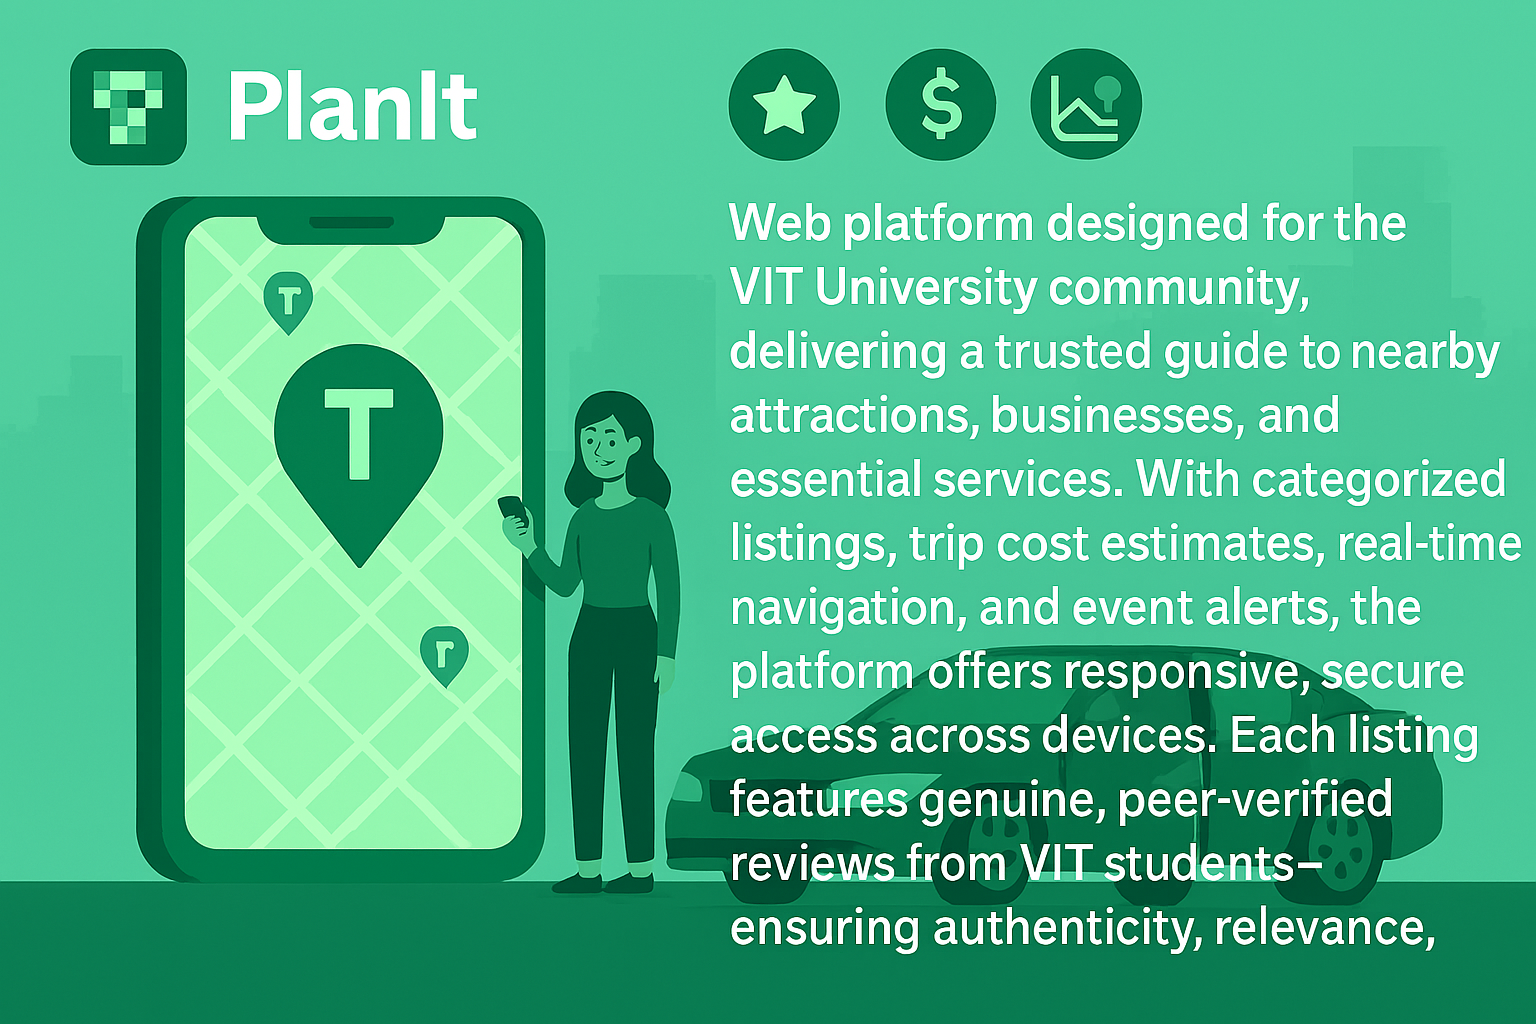 PlanIt
$
T
T
r
Web platform designed for the
VIT University community,
delivering a trusted guide to nearby
attractions, businesses, and
essential services. With categorized
listings, trip cost estimates, real-time
navigation, and event alerts, the
platform offers responsive, secure
access across devices. Each listing
features genuine, peer-verified
reviews from VIT students–
ensuring authenticity, relevance,